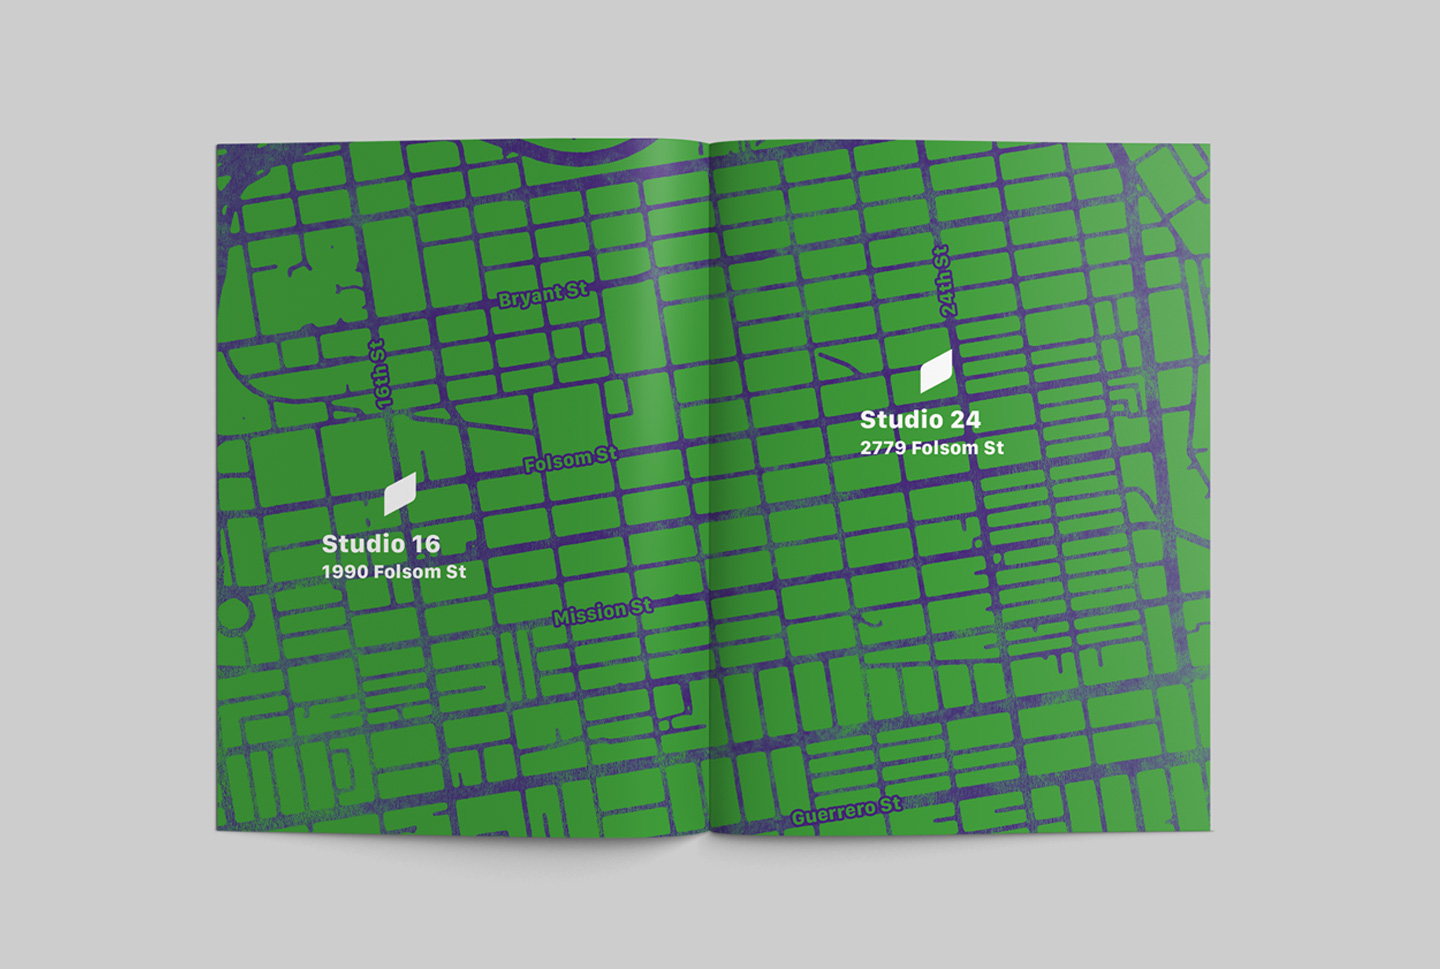 Bryant St
16th St
Folsom St
Studio 16
1990 Folsom St
Mission St
24th St
Studio 24
2779 Folsom St
Guerrero St